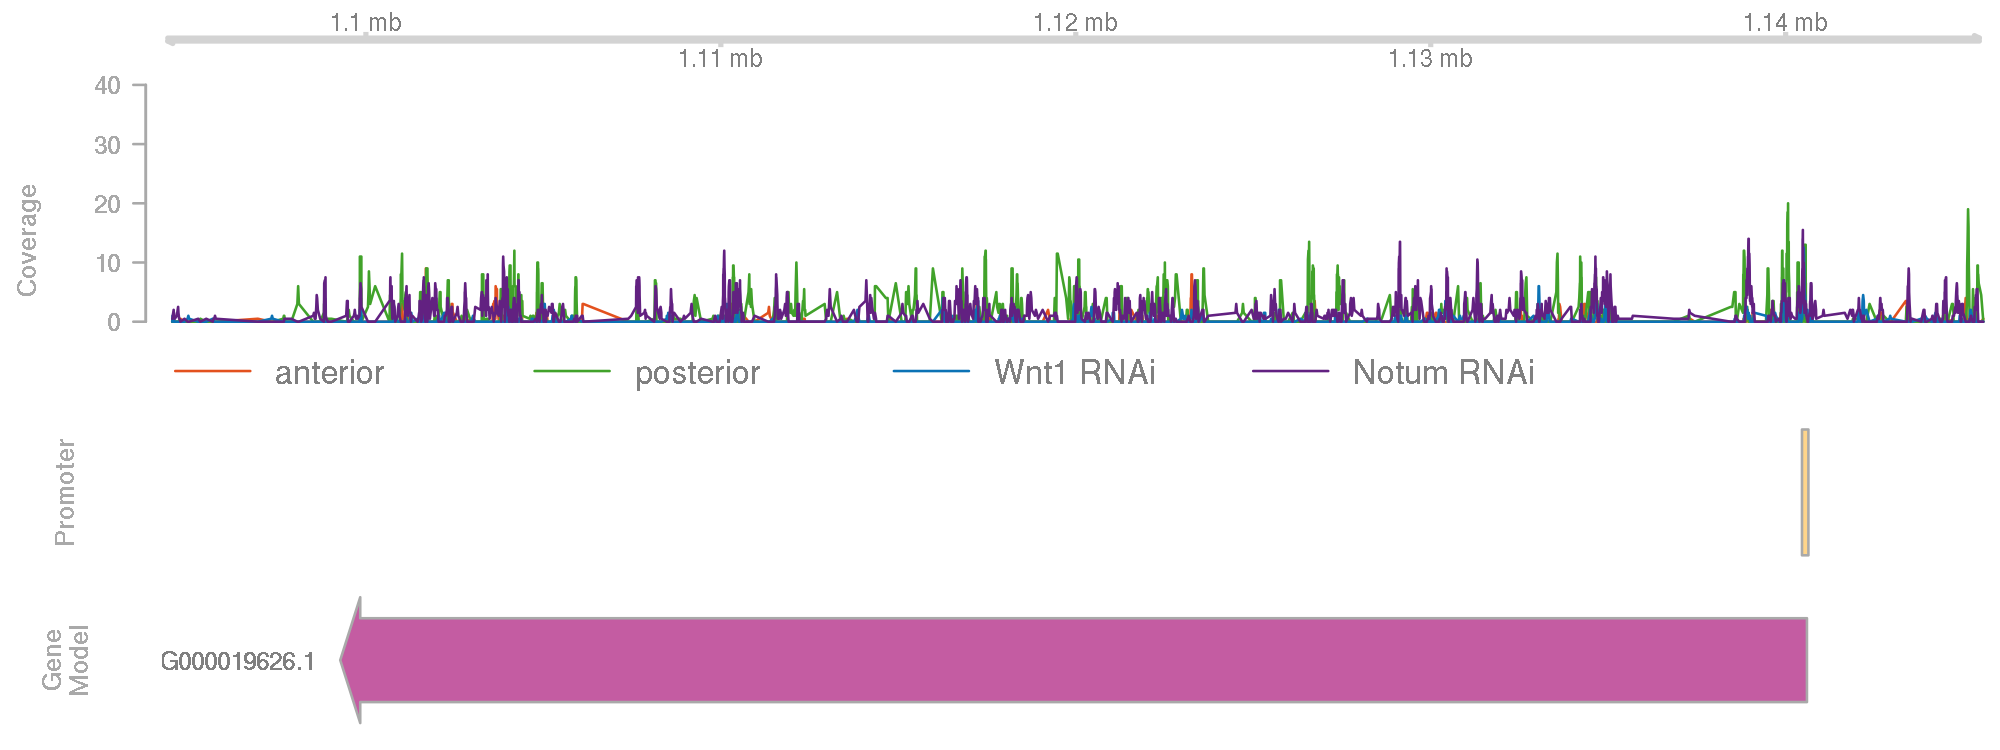 1.1 mb
1.12 mb
1.14 mb
1.11 mb
1.13 mb
Coverage
40
30
20
10
0
anterior
posterior
Wnt1 RNAi
Notum RNAi
Promoter
Gene
Model
G000019626.1